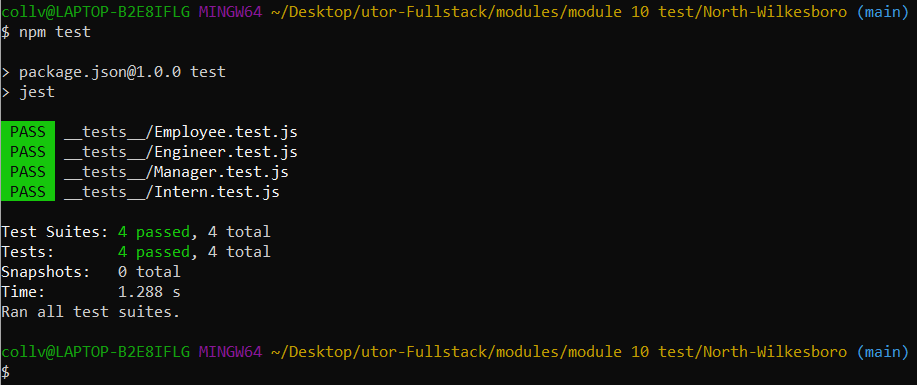 collv@LAPTOP-B2E8IFLG MINGW64 ~/Desktop/utor-Fullstack/modules/module 10 test/North-Wilkesboro (main)
$ npm test
> package.json@1.0.0 test
> jest
PASS __tests__/Employee.test.js
PASS __tests__/Engineer.test.js
PASS __tests__/Manager.test.js
PASS __tests__/Intern.test.js
Test Suites: 4 passed, 4 total
Tests: 4 passed, 4 total
Snapshots: 0 total
Time: 1.288 s
Ran all test suites.
collv@LAPTOP-B2E8IFLG MINGW64 ~/Desktop/utor-Fullstack/modules/module 10 test/North-Wilkesboro (main)
$